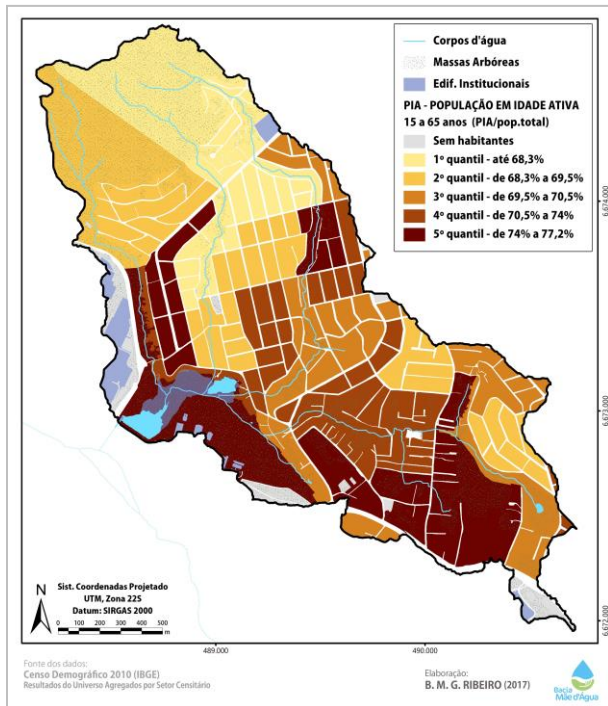 Corpos d'água
Massas Arbóreas
Edif. Institucionais
PIA - POPULAÇÃO EM IDADE ATIVA
15 a 65 anos (PIA/pop.total)
Sem habitantes
1º quantil - até 68,3%
2º quantil - de 68,3% a 69,5%
3º quantil - de 69,5% a 70,5%
4º quantil - de 70,5% a 74%
5º quantil - de 74% a 77,2%
6.674.000
6.673.000
6.672.000
N
Sist. Coordenadas Projetado
UTM, Zona 22S
Datum: SIRGAS 2000
0 100 200 300 400 500
m
489.000
490.000
Fonte dos dados:
Censo Demográfico 2010 (IBGE)
Resultados do Universo Agregados por Setor Censitário
Elaboração:
B. M. G. RIBEIRO (2017)
Bacia
Mãe d'Água